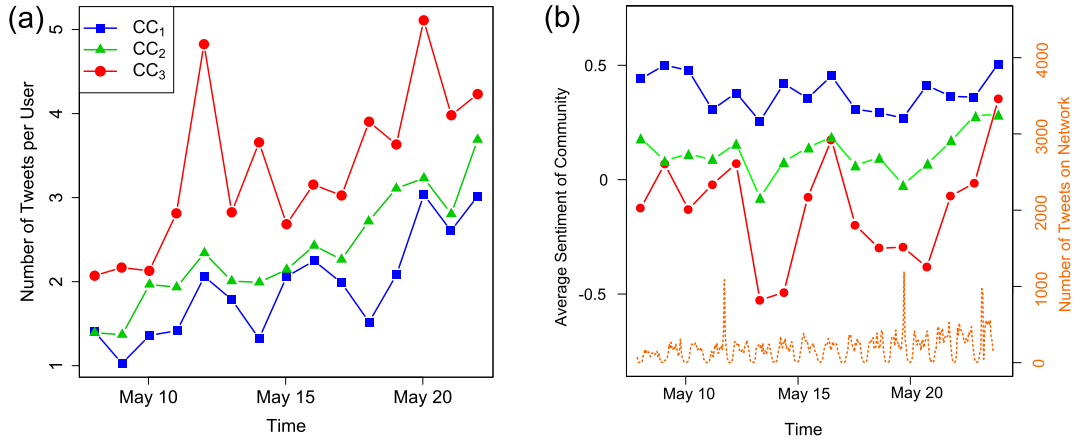 (a)
Number of Tweets per User
5
4
3
2
1
CC1
CC2
CC3
May 10
May 15
May 20
Time
(b)
Average Sentiment of Community
0.5
0
-0.5
4000
3000
2000
1000
0
Number of Tweets on Network
May 10
May 15
May 20
Time